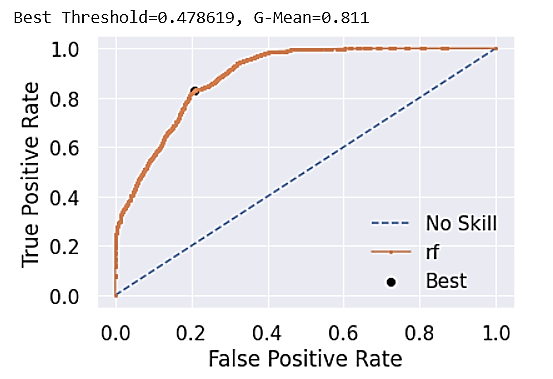 Best Threshold=0.478619, G-Mean=0.811
1.0
0.8
0.6
0.4
0.2
0.0
True Positive Rate
No Skill
rf
Best
0.0 0.2 0.4 0.6 0.8 1.0
False Positive Rate